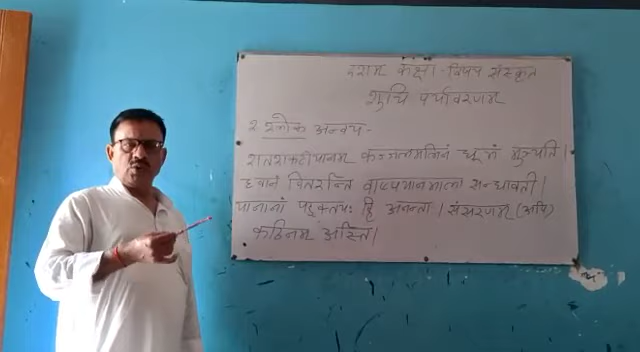 दशम कक्षा - विषय संस्कृत
शुचि पर्यावरणम्
२ श्लोक अन्वय -
शतशकटीयानम् कज्जलमलिनं धूमं मुञ्चति।
ध्वानं वितरन्ति वाष्पयानमाला सन्धावती।
यानानां पङ्क्तयः हि अनन्ता। संसरणम् (अपि)
कठिनम् अस्ति।